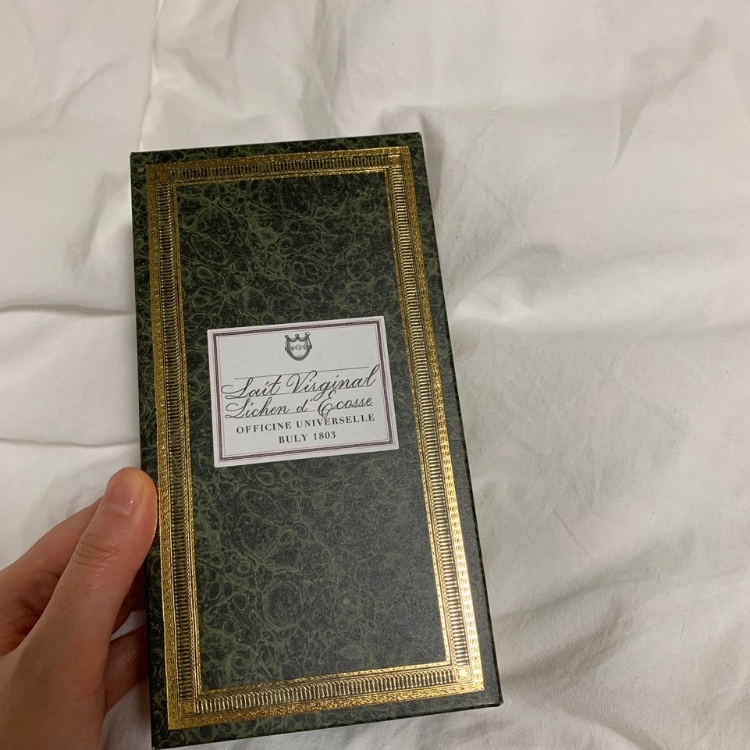 Lait Virginal
Lichen d'Ecosse
OFFICINE UNIVERSELLE
BULY 1803